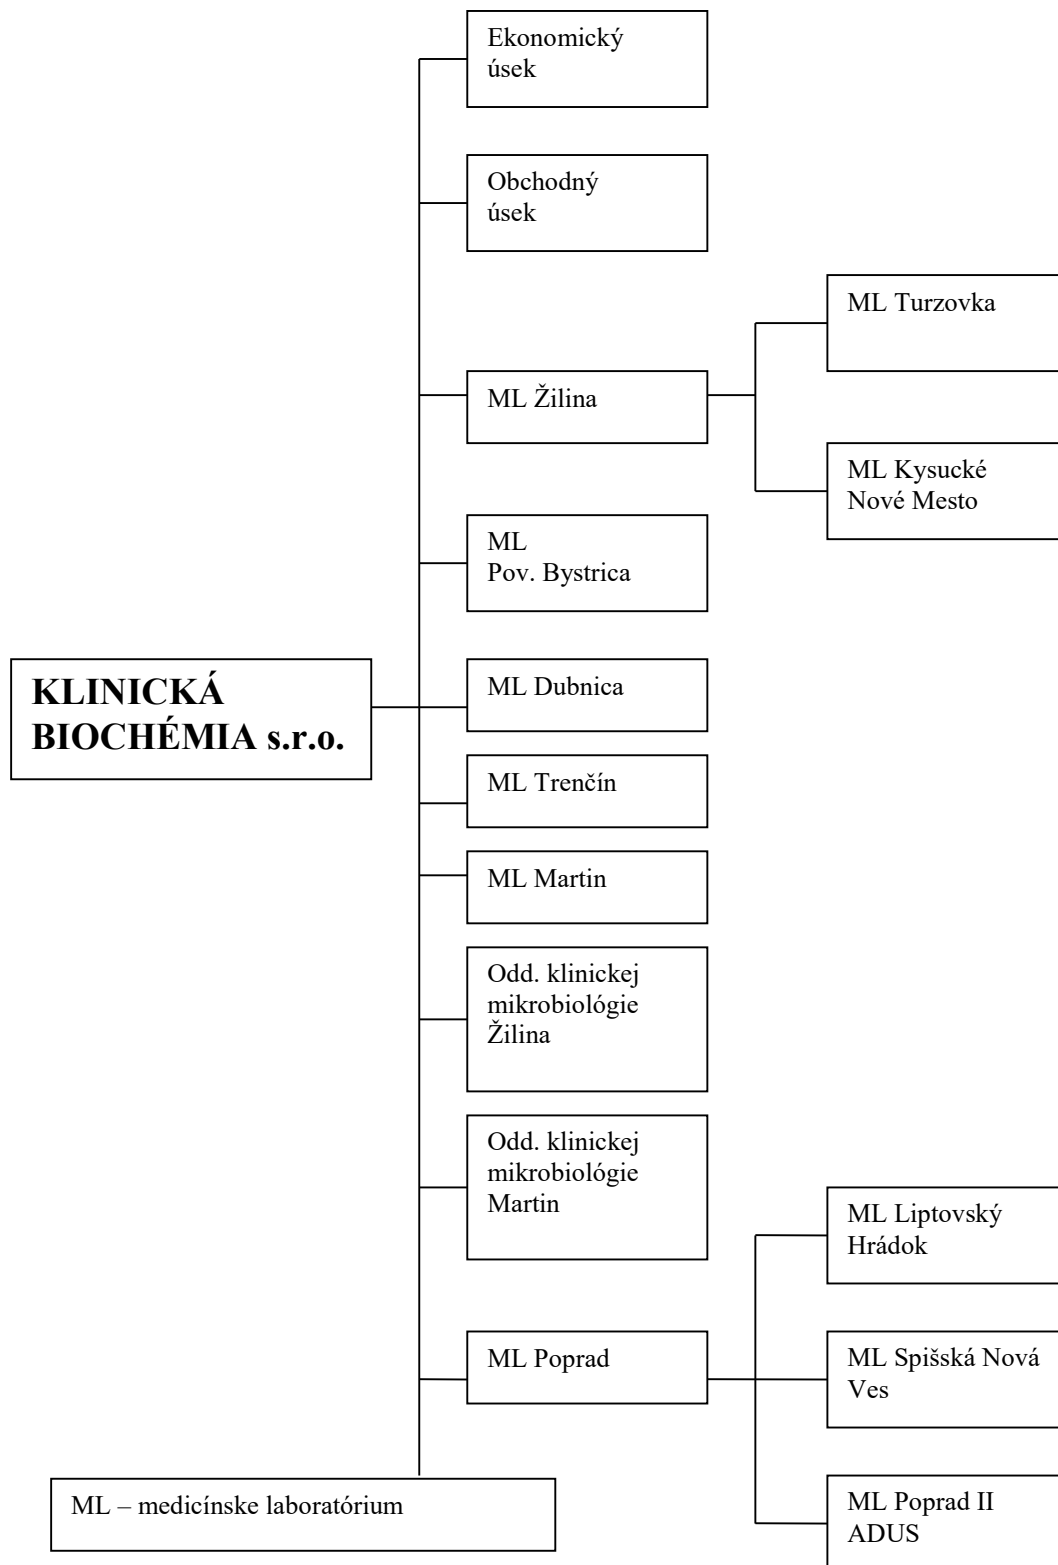 Ekonomický
úsek
Obchodný
úsek
ML Turzovka
ML Žilina
ML Kysucké
Nové Mesto
ML
Pov. Bystrica
KLINICKÁ
BIOCHÉMIA s.r.o.
ML Dubnica
ML Trenčín
ML Martin
Odd. klinickej
mikrobiológie
Žilina
Odd. klinickej
mikrobiológie
Martin
ML Liptovský
Hrádok
ML Poprad
ML Spišská Nová
Ves
ML – medicínske laboratórium
ML Poprad II
ADUS